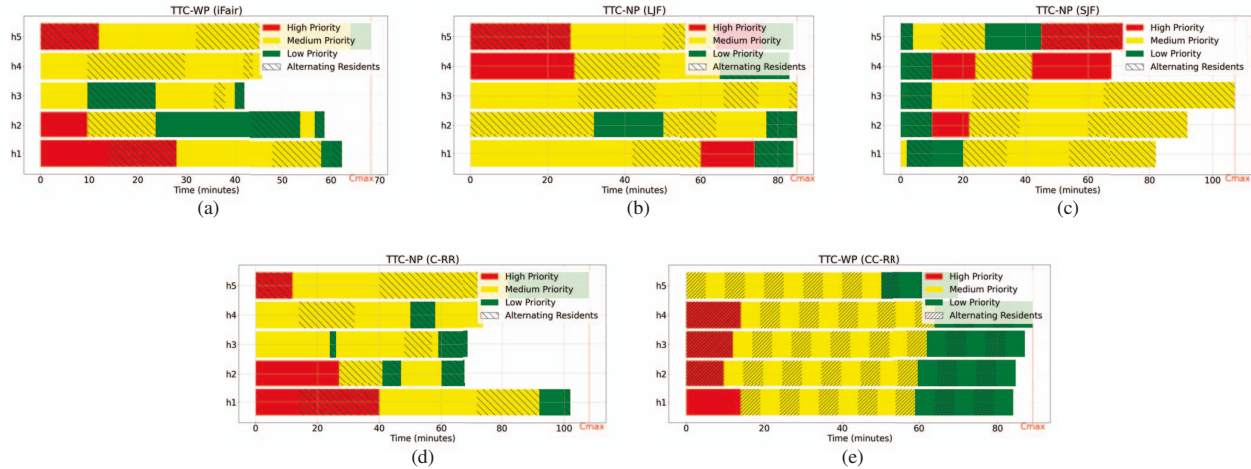 TTC-WP (iFair)
h5
h4
h3
h2
h1
High Priority
Medium Priority
Low Priority
Alternating Residents
0 10 20 30 40 50 60 70
Cmax
Time (minutes)
(a)
TTC-NP (LJF)
h5
h4
h3
h2
h1
High Priority
Medium Priority
Low Priority
Alternating Residents
0 20 40 60 80
Cmax
Time (minutes)
(b)
TTC-NP (SJF)
h5
h4
h3
h2
h1
High Priority
Medium Priority
Low Priority
Alternating Residents
0 20 40 60 80 100
Cmax
Time (minutes)
(c)
TTC-NP (C-RR)
h5
h4
h3
h2
h1
High Priority
Medium Priority
Low Priority
Alternating Residents
0 20 40 60 80 100
Cmax
Time (minutes)
(d)
TTC-WP (CC-RR)
h5
h4
h3
h2
h1
High Priority
Medium Priority
Low Priority
Alternating Residents
0 20 40 60 80
Cmax
Time (minutes)
(e)